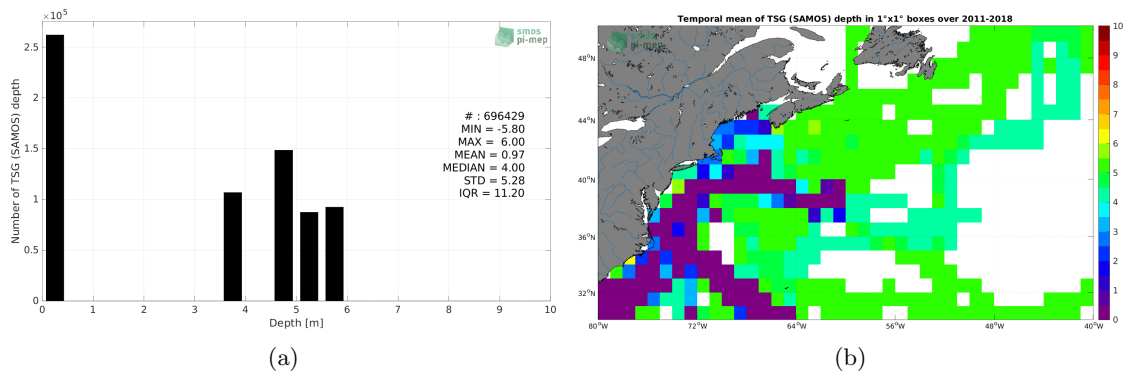 ×10⁵
2.5
2
1.5
1
0.5
0
0 1 2 3 4 5 6 7 8 9 10
Number of TSG (SAMOS) depth
Depth [m]
smos
pi-mep
# : 696429
MIN = -5.80
MAX = 6.00
MEAN = 0.97
MEDIAN = 4.00
STD = 5.28
IQR = 11.20
(a)
Temporal mean of TSG (SAMOS) depth in 1°x1° boxes over 2011-2018
smos
pi-mep
48°N
44°N
40°N
36°N
32°N
80°W 72°W 64°W 56°W 48°W 40°W
10
9
8
7
6
5
4
3
2
1
0
(b)